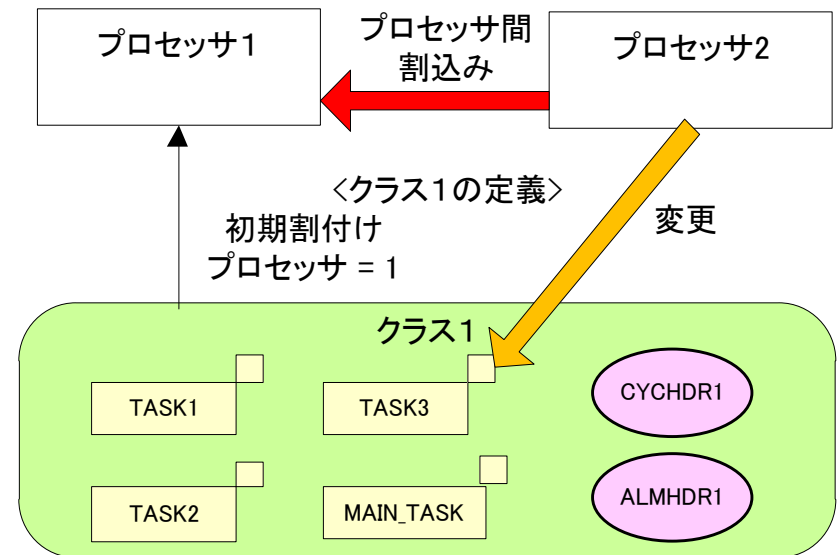 プロセッサ1
プロセッサ間
割込み
プロセッサ2
<クラス1の定義>
初期割付け
プロセッサ = 1
変更
クラス1
TASK1
TASK3
CYCHDR1
TASK2
MAIN_TASK
ALMHDR1